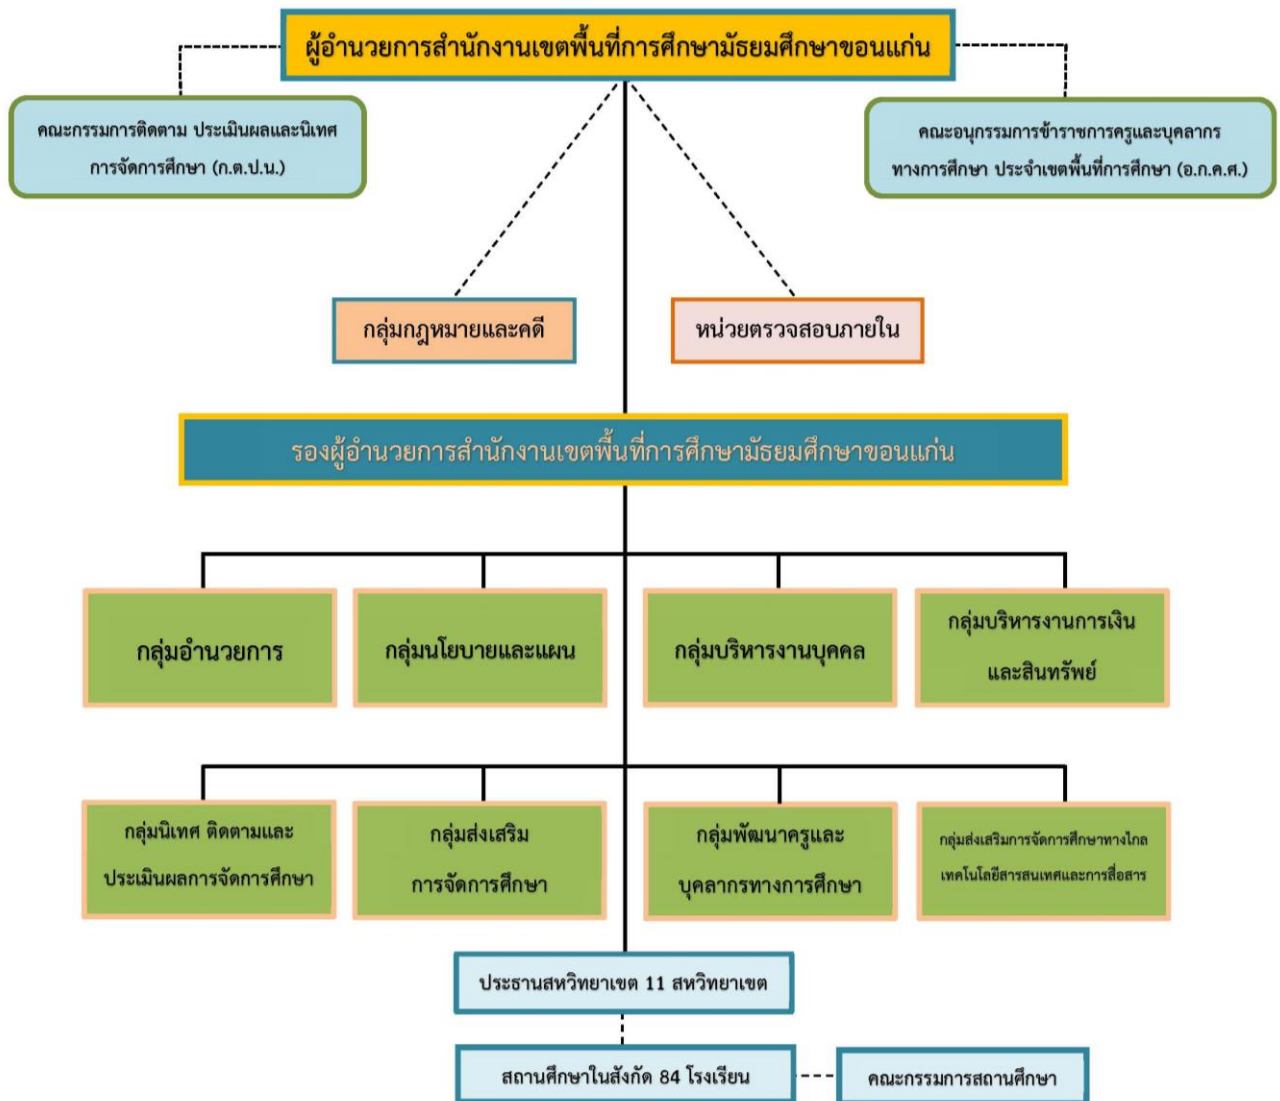 ผู้อำนวยการสำนักงานเขตพื้นที่การศึกษามัธยมศึกษาขอนแก่น
คณะกรรมการติดตาม ประเมินผลและนิเทศ
การจัดการศึกษา (ก.ต.ป.น.)
คณะอนุกรรมการข้าราชการครูและบุคลากร
ทางการศึกษา ประจำเขตพื้นที่การศึกษา (อ.ก.ค.ศ.)
กลุ่มกฎหมายและคดี
หน่วยตรวจสอบภายใน
รองผู้อำนวยการสำนักงานเขตพื้นที่การศึกษามัธยมศึกษาขอนแก่น
กลุ่มอำนวยการ
กลุ่มนโยบายและแผน
กลุ่มบริหารงานบุคคล
กลุ่มบริหารงานการเงิน
และสินทรัพย์
กลุ่มนิเทศ ติดตามและ
ประเมินผลการจัดการศึกษา
กลุ่มส่งเสริม
การจัดการศึกษา
กลุ่มพัฒนาครูและ
บุคลากรทางการศึกษา
กลุ่มส่งเสริมการจัดการศึกษาทางไกล
เทคโนโลยีสารสนเทศและการสื่อสาร
ประธานสหวิทยาเขต 11 สหวิทยาเขต
สถานศึกษาในสังกัด 84 โรงเรียน
คณะกรรมการสถานศึกษา